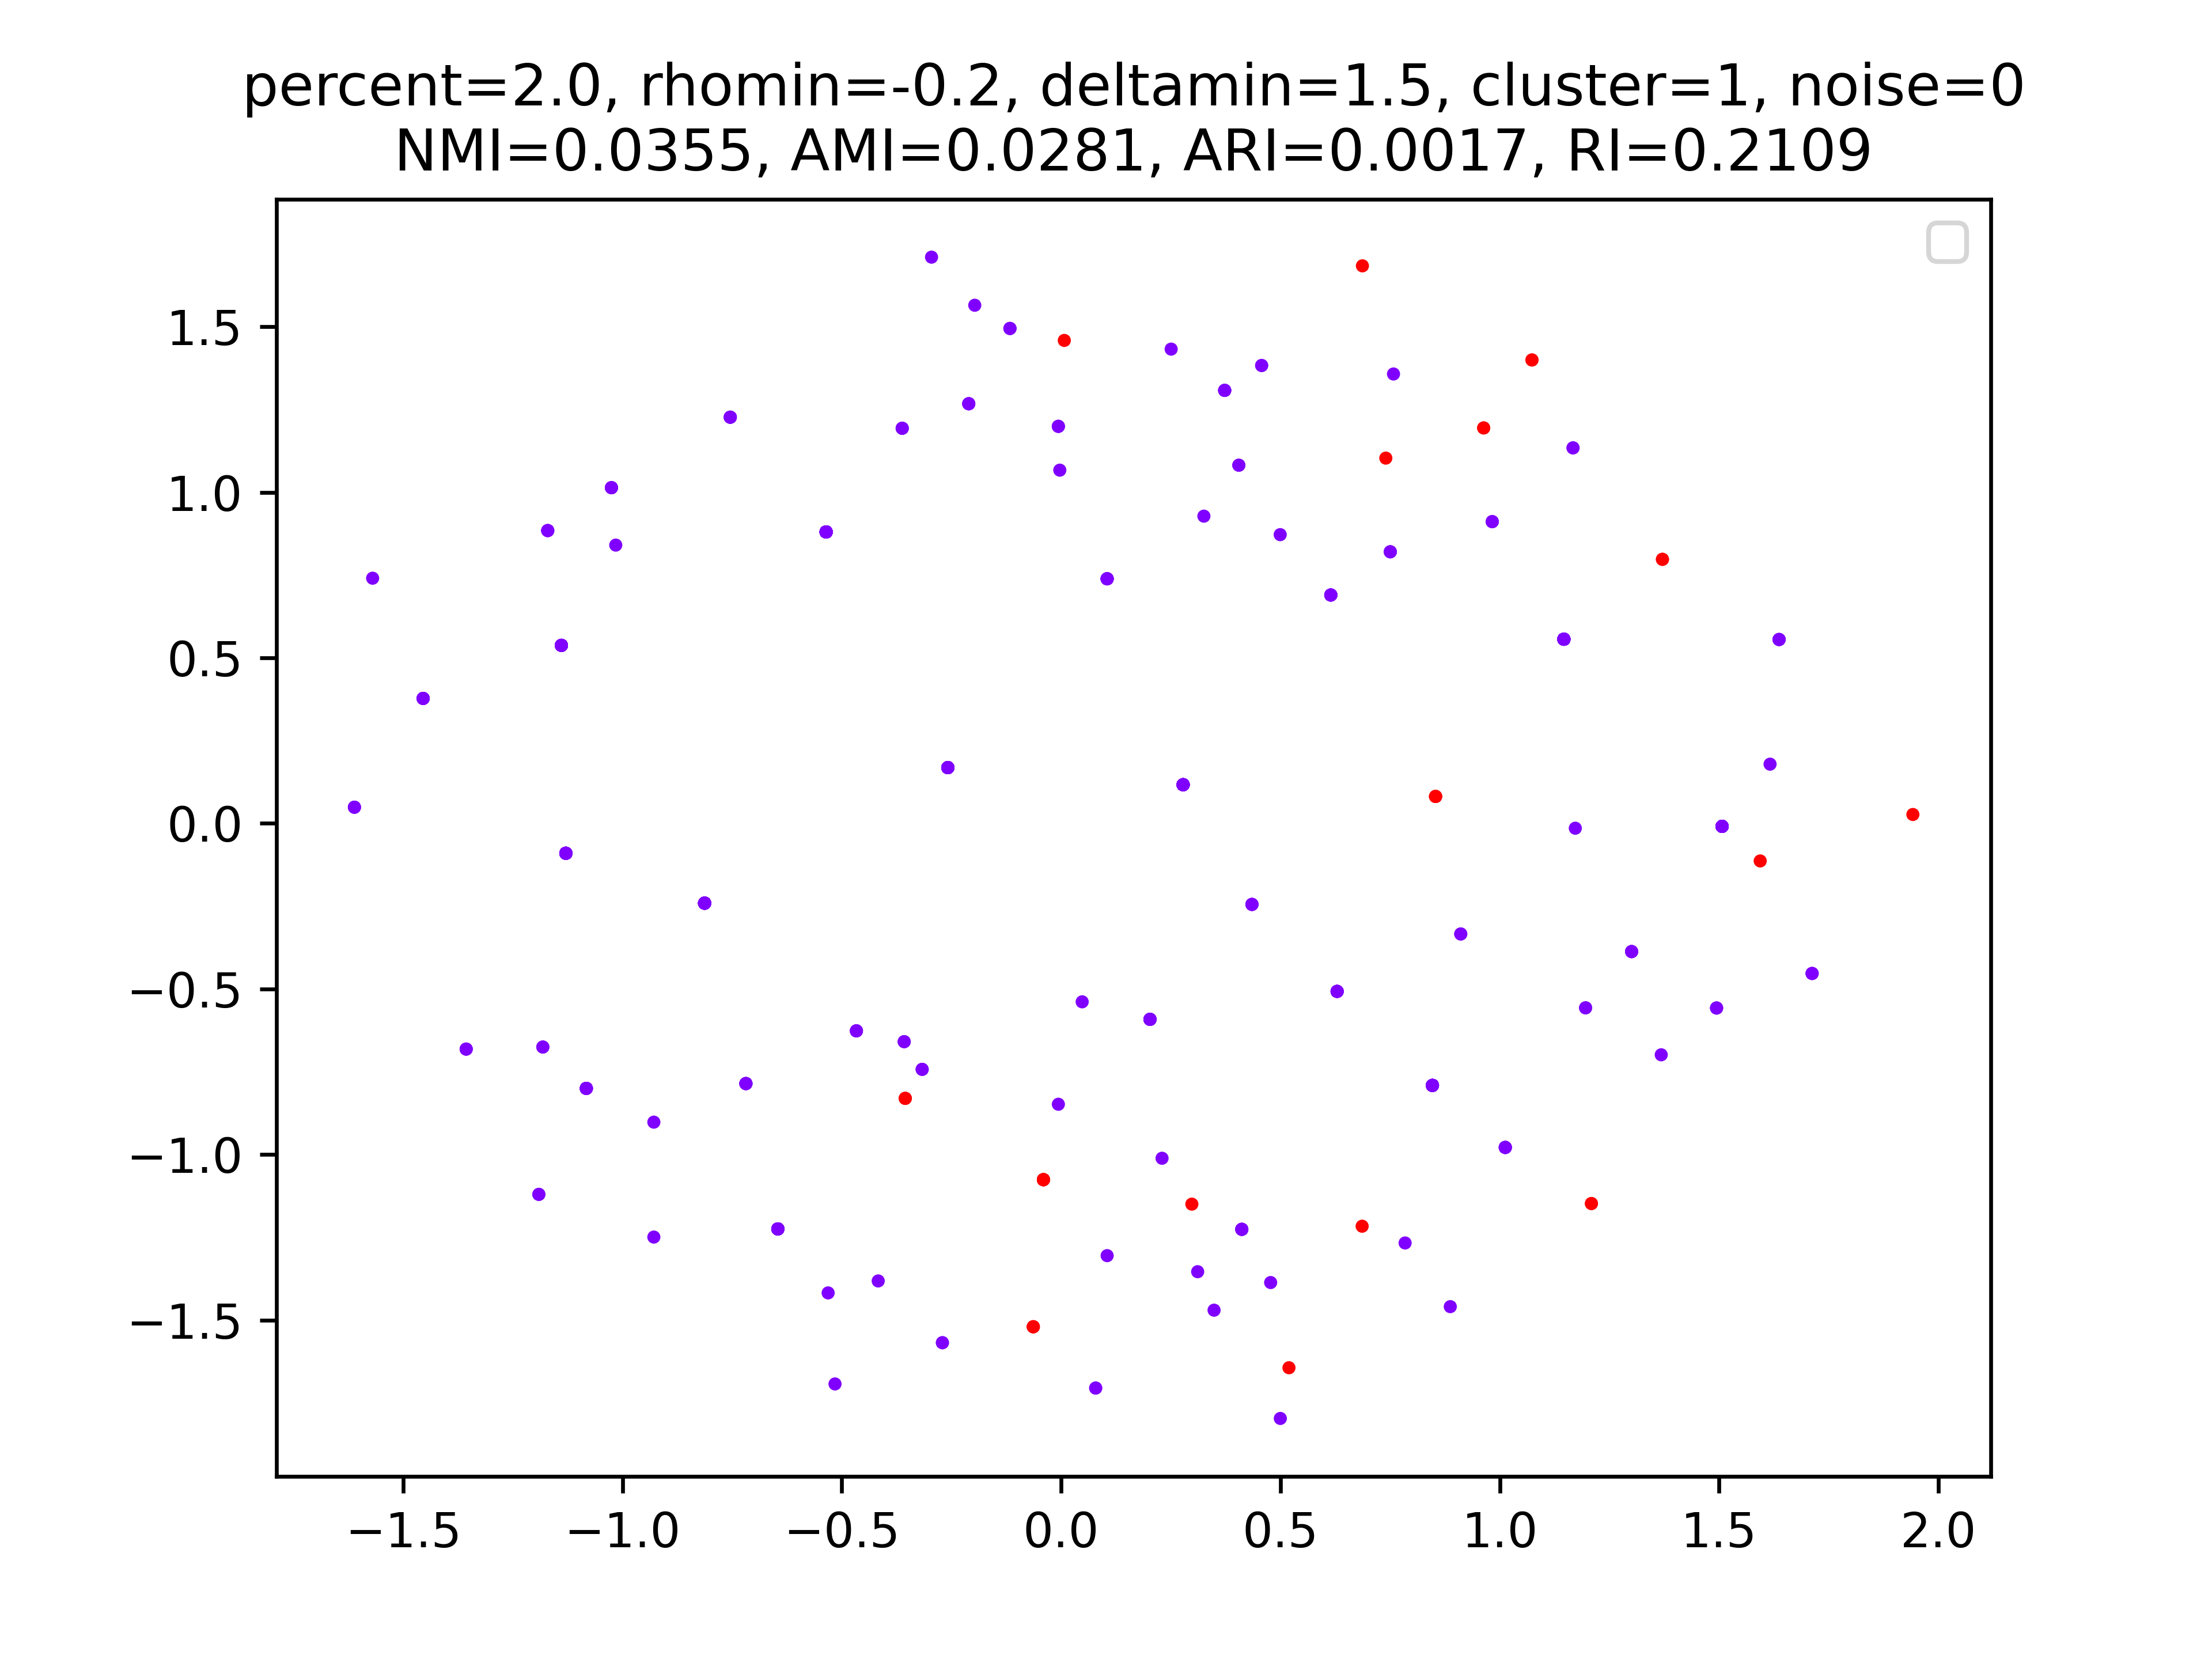 percent=2.0, rhomin=-0.2, deltamin=1.5, cluster=1, noise=0
NMI=0.0355, AMI=0.0281, ARI=0.0017, RI=0.2109
1.5
1.0
0.5
0.0
−0.5
−1.0
−1.5
−1.5 −1.0 −0.5 0.0 0.5 1.0 1.5 2.0